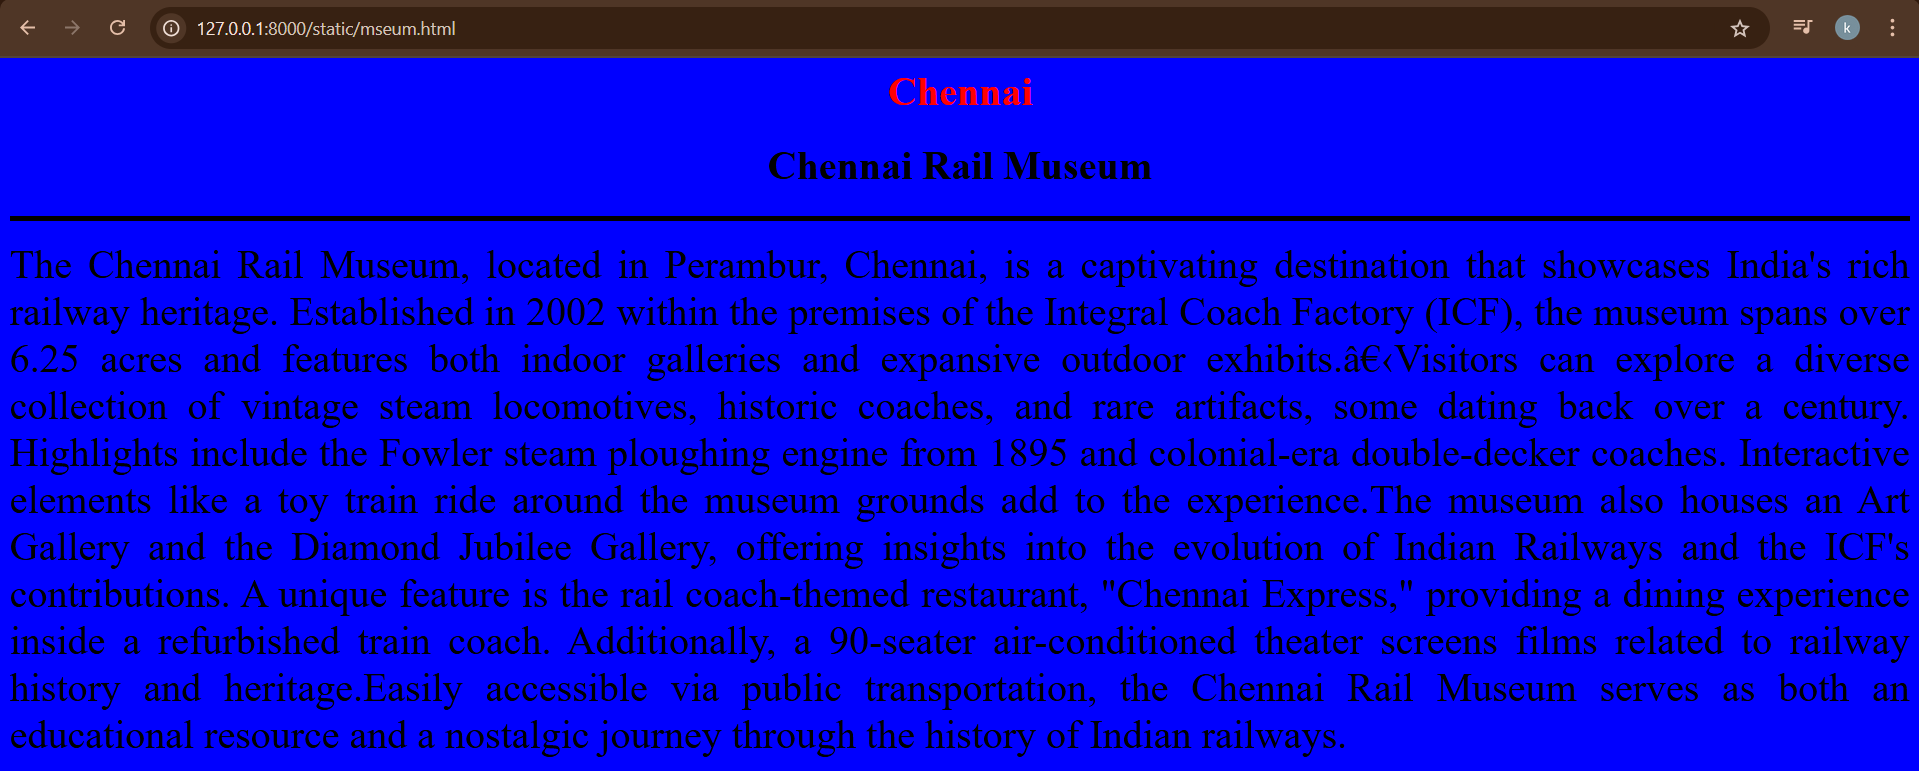 127.0.0.1:8000/static/mseum.html
k
Chennai
Chennai Rail Museum
The Chennai Rail Museum, located in Perambur, Chennai, is a captivating destination that showcases India's rich
railway heritage. Established in 2002 within the premises of the Integral Coach Factory (ICF), the museum spans over
6.25 acres and features both indoor galleries and expansive outdoor exhibits.â€‹Visitors can explore a diverse
collection of vintage steam locomotives, historic coaches, and rare artifacts, some dating back over a century.
Highlights include the Fowler steam ploughing engine from 1895 and colonial-era double-decker coaches. Interactive
elements like a toy train ride around the museum grounds add to the experience.The museum also houses an Art
Gallery and the Diamond Jubilee Gallery, offering insights into the evolution of Indian Railways and the ICF's
contributions. A unique feature is the rail coach-themed restaurant, "Chennai Express," providing a dining experience
inside a refurbished train coach. Additionally, a 90-seater air-conditioned theater screens films related to railway
history and heritage.Easily accessible via public transportation, the Chennai Rail Museum serves as both an
educational resource and a nostalgic journey through the history of Indian railways.